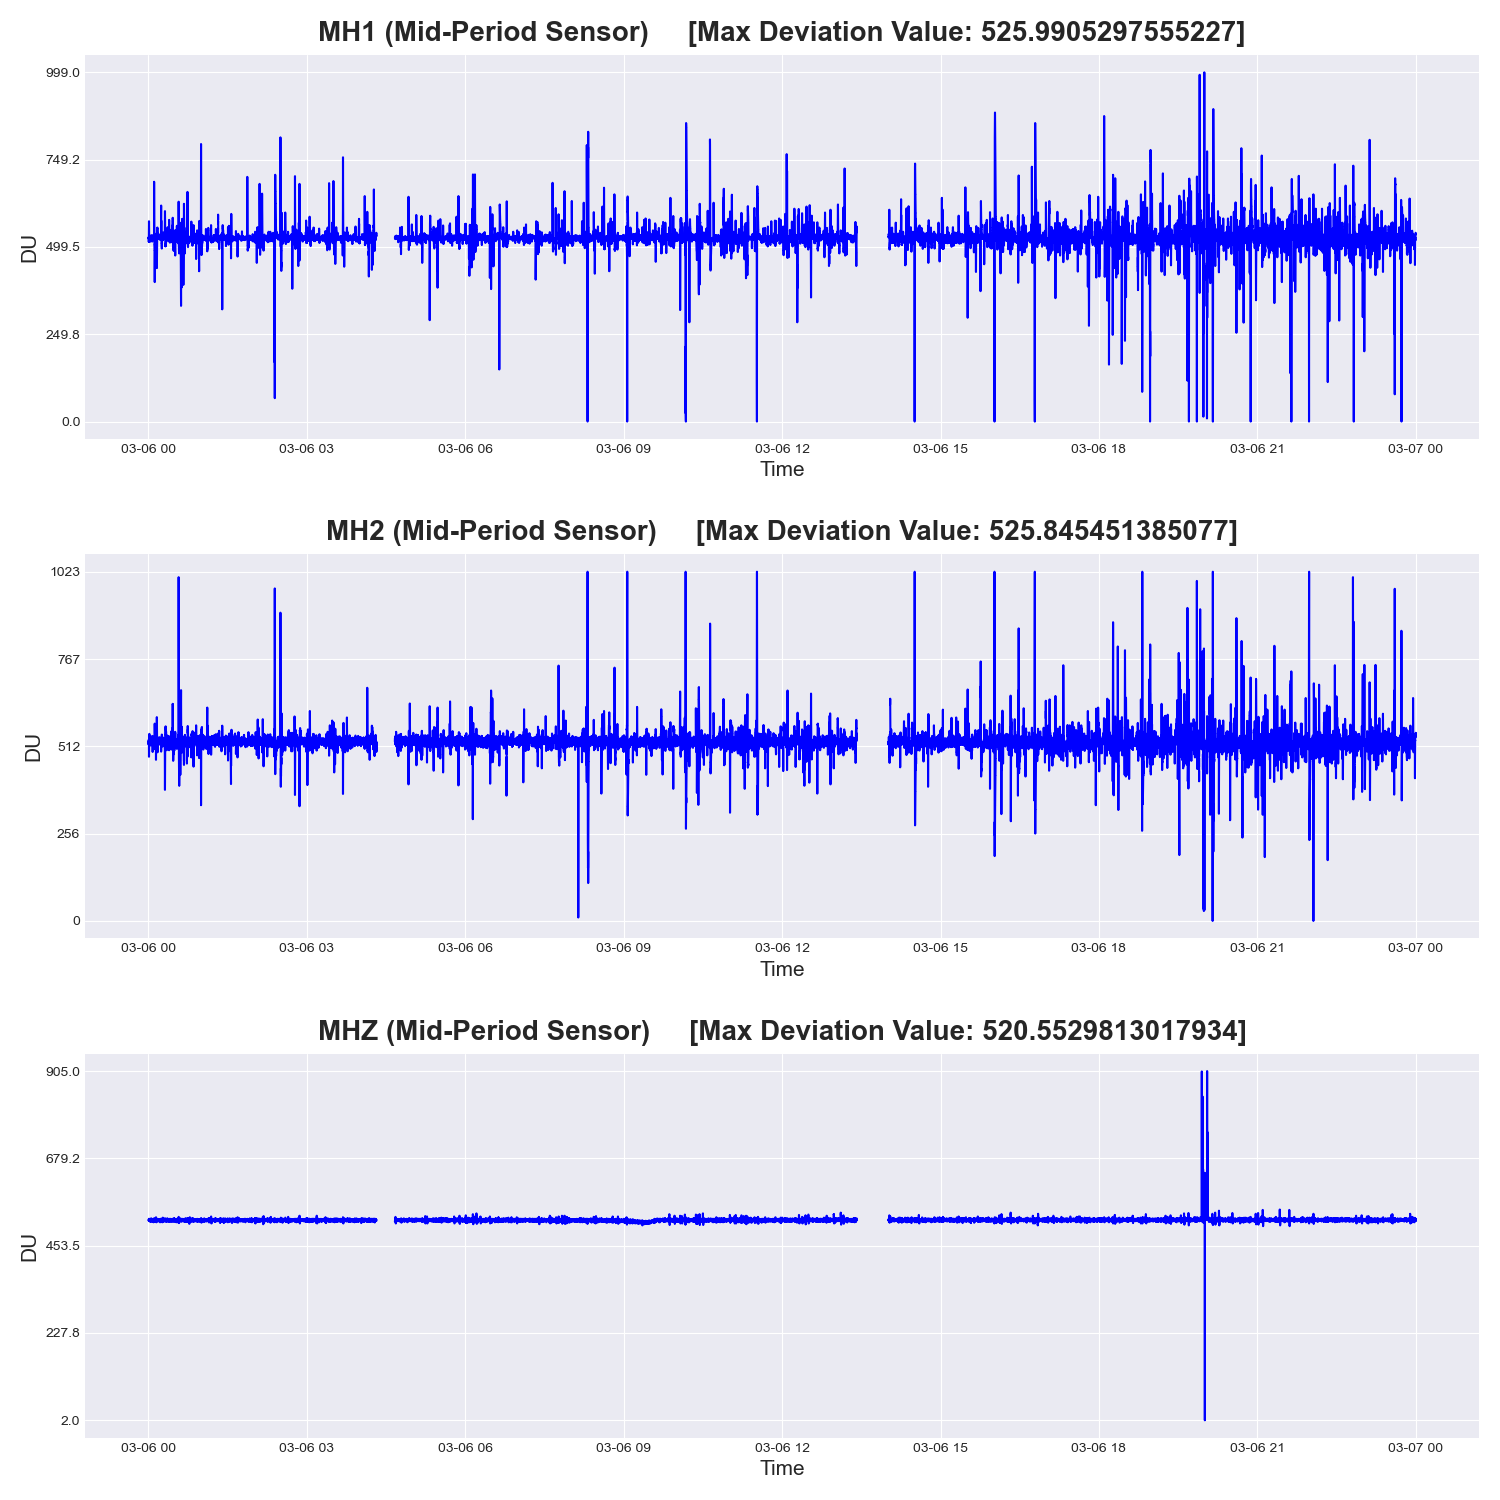 MH1 (Mid-Period Sensor) [Max Deviation Value: 525.9905297555227]
999.0
749.2
499.5
249.8
0.0
DU
03-06 00 03-06 03 03-06 06 03-06 09 03-06 12 03-06 15 03-06 18 03-06 21 03-07 00
Time
MH2 (Mid-Period Sensor) [Max Deviation Value: 525.845451385077]
1023
767
512
256
0
DU
03-06 00 03-06 03 03-06 06 03-06 09 03-06 12 03-06 15 03-06 18 03-06 21 03-07 00
Time
MHZ (Mid-Period Sensor) [Max Deviation Value: 520.5529813017934]
905.0
679.2
453.5
227.8
2.0
DU
03-06 00 03-06 03 03-06 06 03-06 09 03-06 12 03-06 15 03-06 18 03-06 21 03-07 00
Time